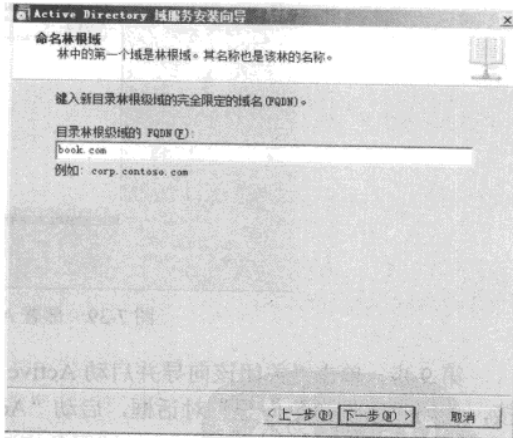 Active Directory 域服务安装向导
命名林根域
林中的第一个域是林根域。其名称也是该林的名称。
键入新目录林根级域的完全限定的域名(FQDN)。
目录林根级域的 FQDN(F):
book.com
例如: corp.contoso.com
< 上一步(B)
下一步(N) >
取消